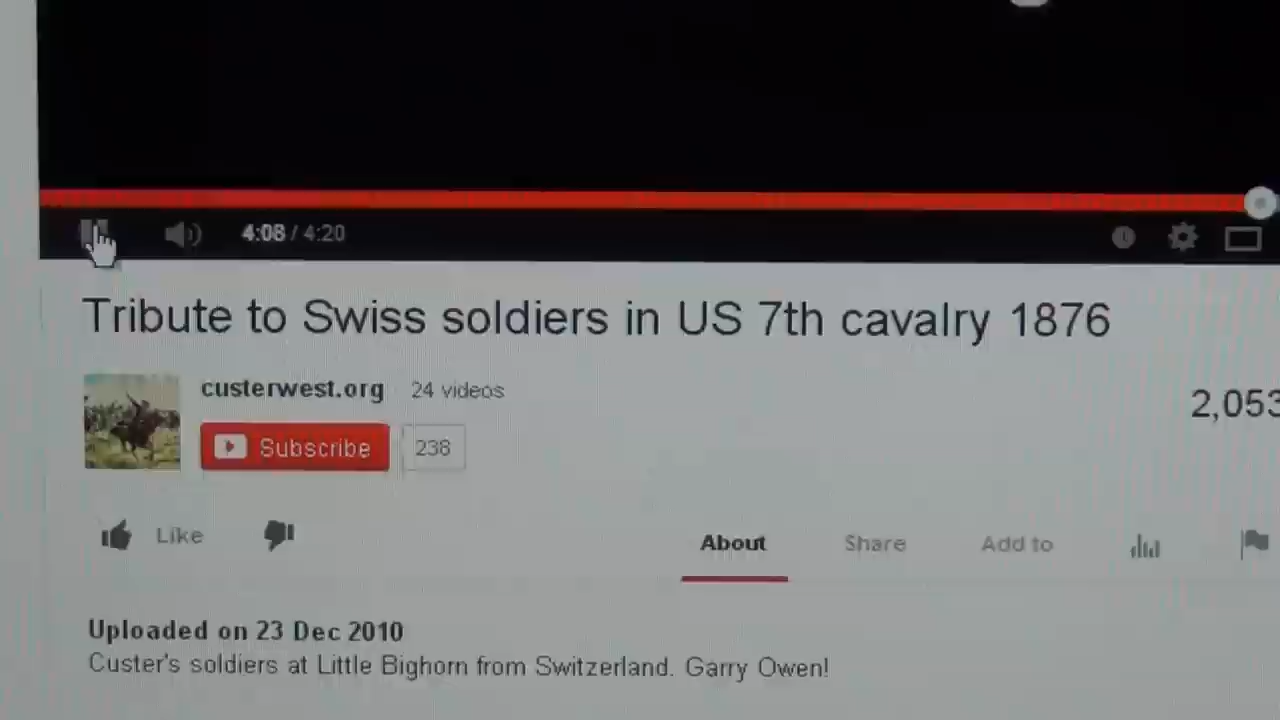 4:08 / 4:20
Tribute to Swiss soldiers in US 7th cavalry 1876
custerwest.org 24 videos
2,053
Subscribe 238
Like
About Share Add to
Uploaded on 23 Dec 2010
Custer's soldiers at Little Bighorn from Switzerland. Garry Owen!